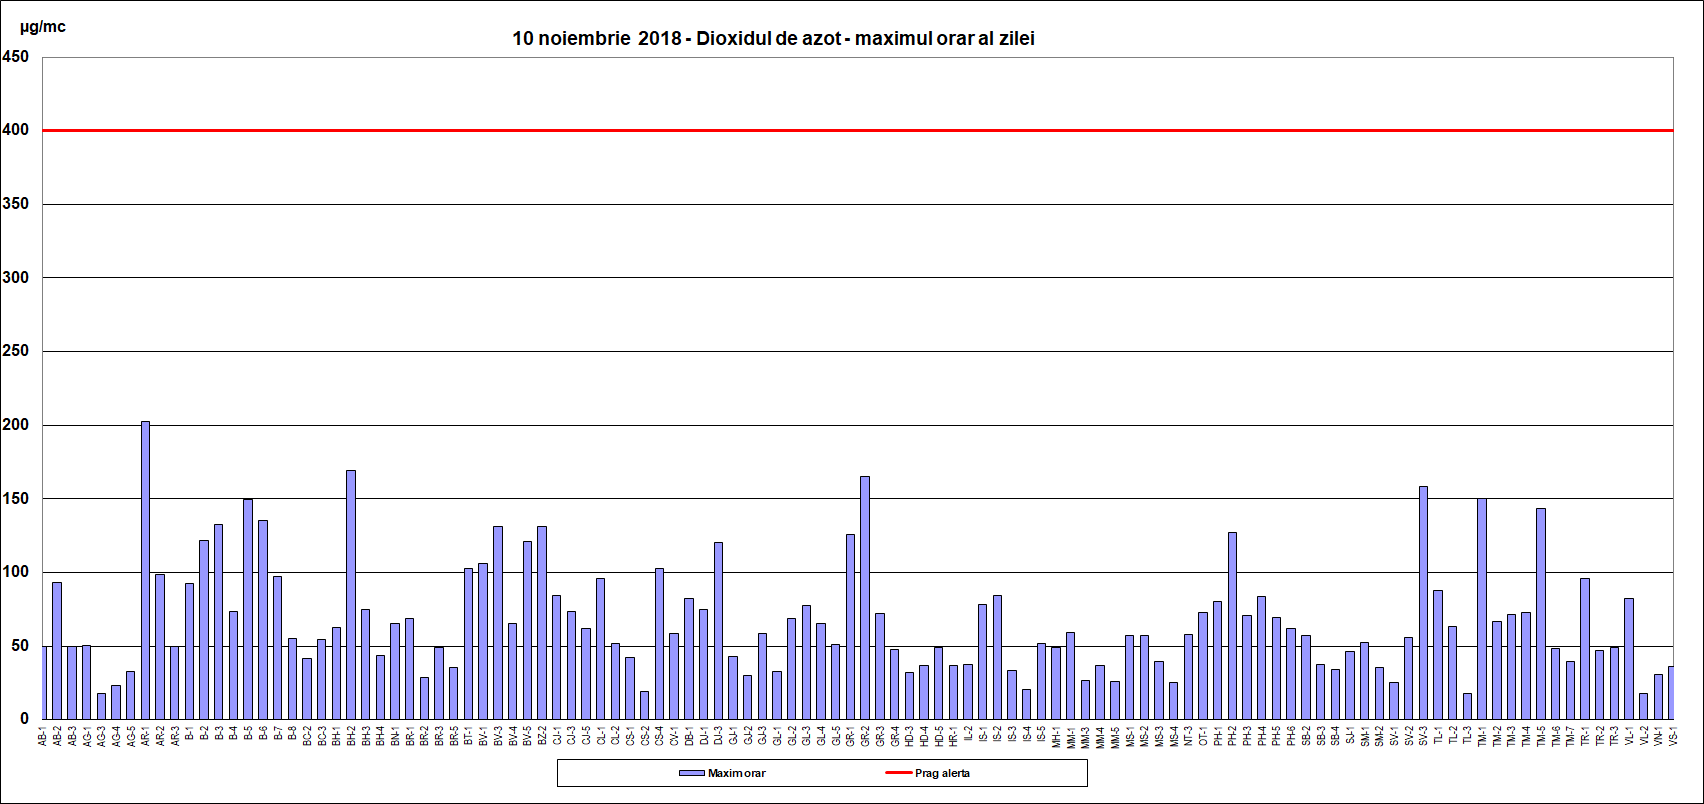 µg/mc
10 noiembrie 2018 - Dioxidul de azot - maximul orar al zilei
450
400
350
300
250
200
150
100
50
0
AB-1 AB-2 AB-3 AG-1 AG-3 AG-4 AG-5 AR-1 AR-2 AR-3 B-1 B-2 B-3 B-4 B-5 B-6 B-7 B-8 BC-2 BC-3 BH-1 BH-2 BH-3 BH-4 BN-1 BR-1 BR-2 BR-3 BR-5 BT-1 BV-1 BV-3 BV-4 BV-5 BZ-2 CJ-1 CJ-3 CJ-5 CL-1 CL-2 CS-1 CS-2 CS-4 CV-1 DB-1 DJ-1 DJ-3 GJ-1 GJ-2 GJ-3 GL-1 GL-2 GL-3 GL-4 GL-5 GR-1 GR-2 GR-3 GR-4 HD-3 HD-4 HD-5 HR-1 IL-2 IS-1 IS-2 IS-3 IS-4 IS-5 MH-1 MM-1 MM-3 MM-4 MM-5 MS-1 MS-2 MS-3 MS-4 NT-3 OT-1 PH-1 PH-2 PH-3 PH-4 PH-5 PH-6 SB-2 SB-3 SB-4 SJ-1 SM-1 SM-2 SV-1 SV-2 SV-3 TL-1 TL-2 TL-3 TM-1 TM-2 TM-3 TM-4 TM-5 TM-6 TM-7 TR-1 TR-2 TR-3 VL-1 VL-2 VN-1 VS-1
Maxim orar Prag alerta